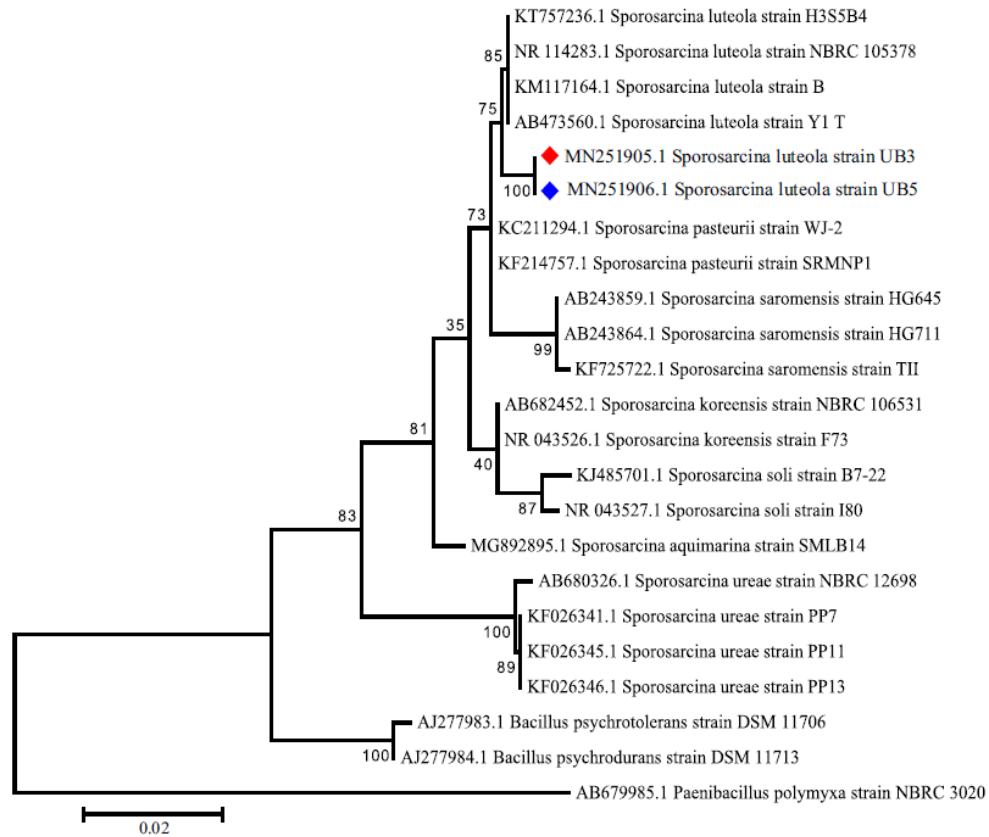 KT757236.1 Sporosarcina luteola strain H3S5B4
85
NR 114283.1 Sporosarcina luteola strain NBRC 105378
KM117164.1 Sporosarcina luteola strain B
75
AB473560.1 Sporosarcina luteola strain Y1 T
MN251905.1 Sporosarcina luteola strain UB3
100
MN251906.1 Sporosarcina luteola strain UB5
73
KC211294.1 Sporosarcina pasteurii strain WJ-2
KF214757.1 Sporosarcina pasteurii strain SRMNP1
AB243859.1 Sporosarcina saromensis strain HG645
35
AB243864.1 Sporosarcina saromensis strain HG711
99
KF725722.1 Sporosarcina saromensis strain TII
AB682452.1 Sporosarcina koreensis strain NBRC 106531
81
NR 043526.1 Sporosarcina koreensis strain F73
40
KJ485701.1 Sporosarcina soli strain B7-22
87
NR 043527.1 Sporosarcina soli strain I80
83
MG892895.1 Sporosarcina aquimarina strain SMLB14
AB680326.1 Sporosarcina ureae strain NBRC 12698
KF026341.1 Sporosarcina ureae strain PP7
100
KF026345.1 Sporosarcina ureae strain PP11
89
KF026346.1 Sporosarcina ureae strain PP13
AJ277983.1 Bacillus psychrotolerans strain DSM 11706
100
AJ277984.1 Bacillus psychrodurans strain DSM 11713
AB679985.1 Paenibacillus polymyxa strain NBRC 3020
0.02